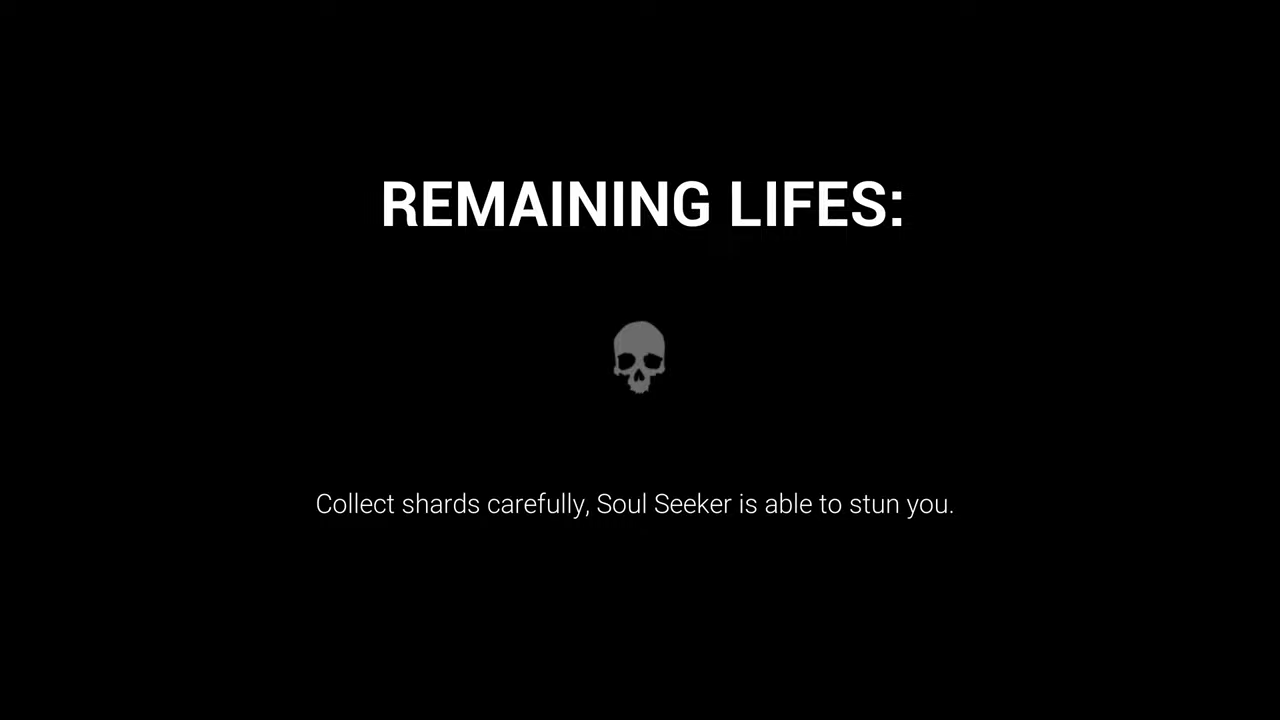 REMAINING LIFES:
Collect shards carefully, Soul Seeker is able to stun you.